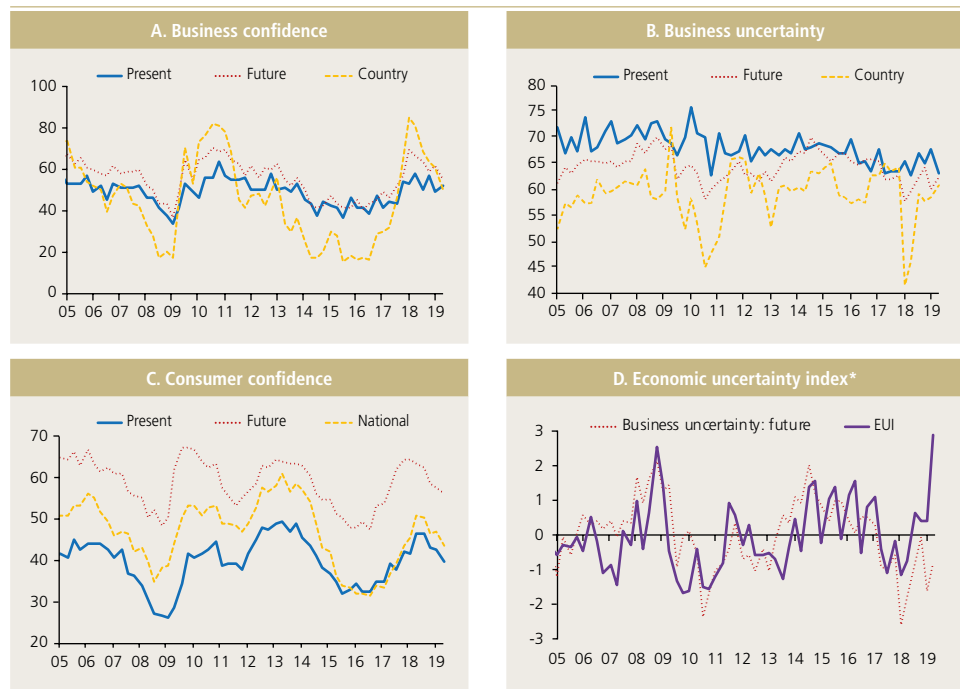 A. Business confidence
Present Future Country
100
80
60
40
20
0
05 06 07 08 09 10 11 12 13 14 15 16 17 18 19
B. Business uncertainty
Present Future Country
80
75
70
65
60
55
50
45
40
05 06 07 08 09 10 11 12 13 14 15 16 17 18 19
C. Consumer confidence
Present Future National
70
60
50
40
30
20
05 06 07 08 09 10 11 12 13 14 15 16 17 18 19
D. Economic uncertainty index*
Business uncertainty: future EUI
3
2
1
0
-1
-2
-3
05 06 07 08 09 10 11 12 13 14 15 16 17 18 19